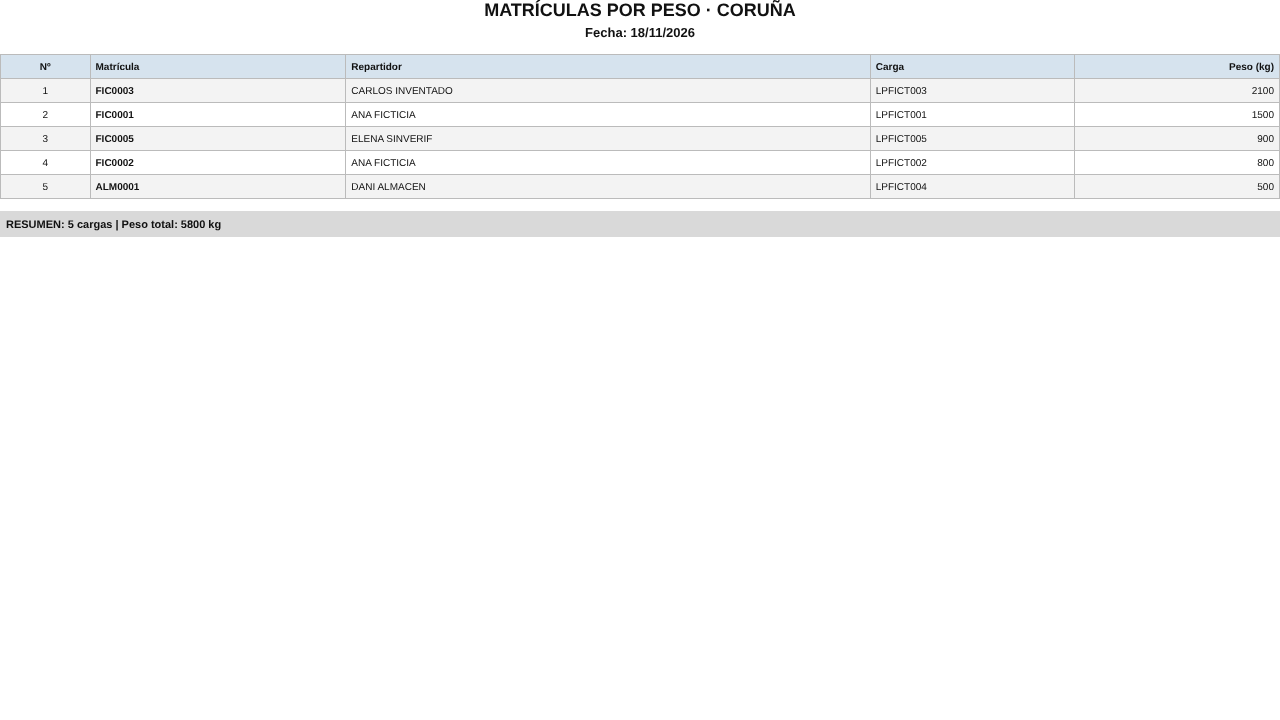 MATRÍCULAS POR PESO · CORUÑA
Fecha: 18/11/2026
Nº Matrícula Repartidor Carga Peso (kg)
1 FIC0003 CARLOS INVENTADO LPFICT003 2100
2 FIC0001 ANA FICTICIA LPFICT001 1500
3 FIC0005 ELENA SINVERIF LPFICT005 900
4 FIC0002 ANA FICTICIA LPFICT002 800
5 ALM0001 DANI ALMACEN LPFICT004 500
RESUMEN: 5 cargas | Peso total: 5800 kg